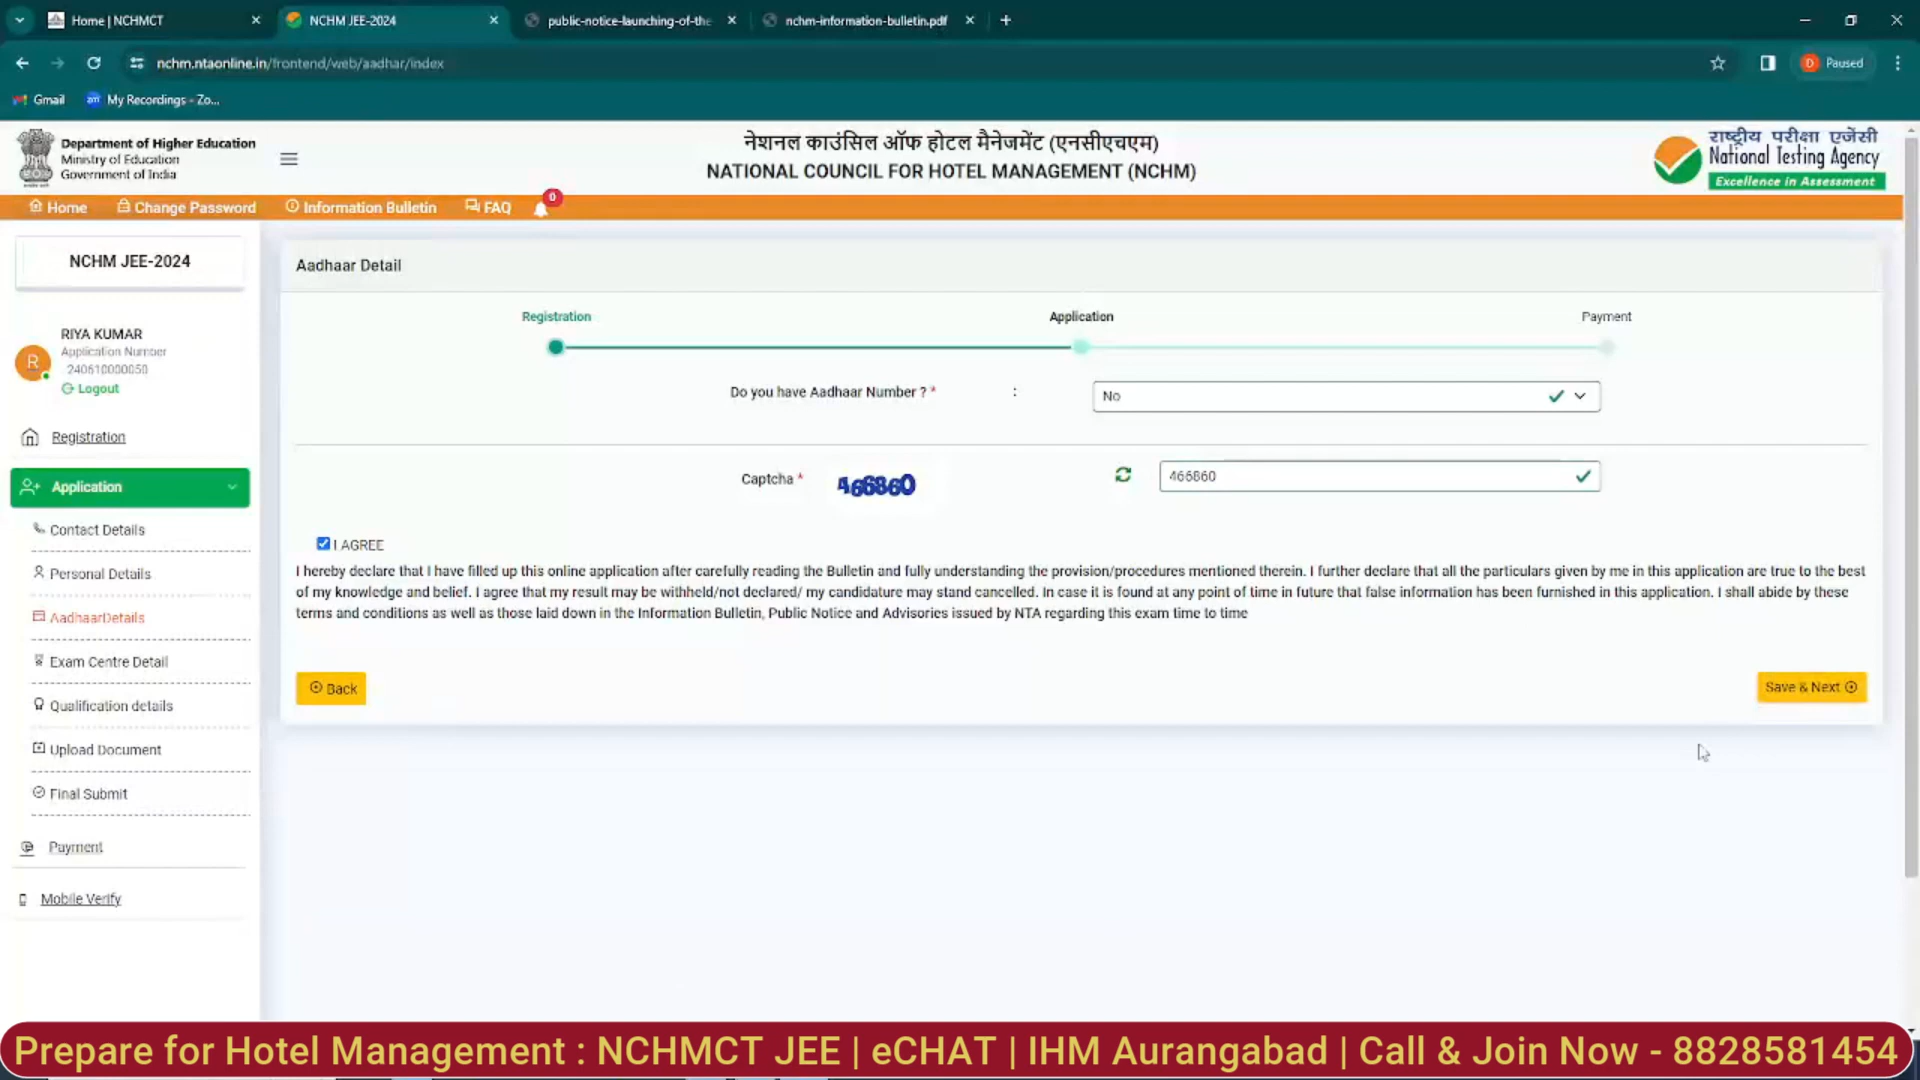 Home | NCHMCT
NCHM JEE-2024
public-notice-launching-of-the
nchm-information-bulletin.pdf
nchm.ntaonline.in/frontend/web/aadhar/index
Paused
Gmail
My Recordings - Zo...
Department of Higher Education
Ministry of Education
Government of India
नेशनल काउंसिल ऑफ होटल मैनेजमेंट (एनसीएचएम)
NATIONAL COUNCIL FOR HOTEL MANAGEMENT (NCHM)
राष्ट्रीय परीक्षा एजेंसी
National Testing Agency
Excellence in Assessment
Home
Change Password
Information Bulletin
FAQ
0
NCHM JEE-2024
R
RIYA KUMAR
Application Number
240610000050
Logout
Registration
Application
Contact Details
Personal Details
AadhaarDetails
Exam Centre Detail
Qualification details
Upload Document
Final Submit
Payment
Mobile Verify
Aadhaar Detail
Registration
Application
Payment
Do you have Aadhaar Number ? * :
No
Captcha *
466860
466860
I AGREE
I hereby declare that I have filled up this online application after carefully reading the Bulletin and fully understanding the provision/procedures mentioned therein. I further declare that all the particulars given by me in this application are true to the best
of my knowledge and belief. I agree that my result may be withheld/not declared/ my candidature may stand cancelled. In case it is found at any point of time in future that false information has been furnished in this application. I shall abide by these
terms and conditions as well as those laid down in the Information Bulletin, Public Notice and Advisories issued by NTA regarding this exam time to time
Back
Save & Next
Prepare for Hotel Management : NCHMCT JEE | eCHAT | IHM Aurangabad | Call & Join Now - 8828581454